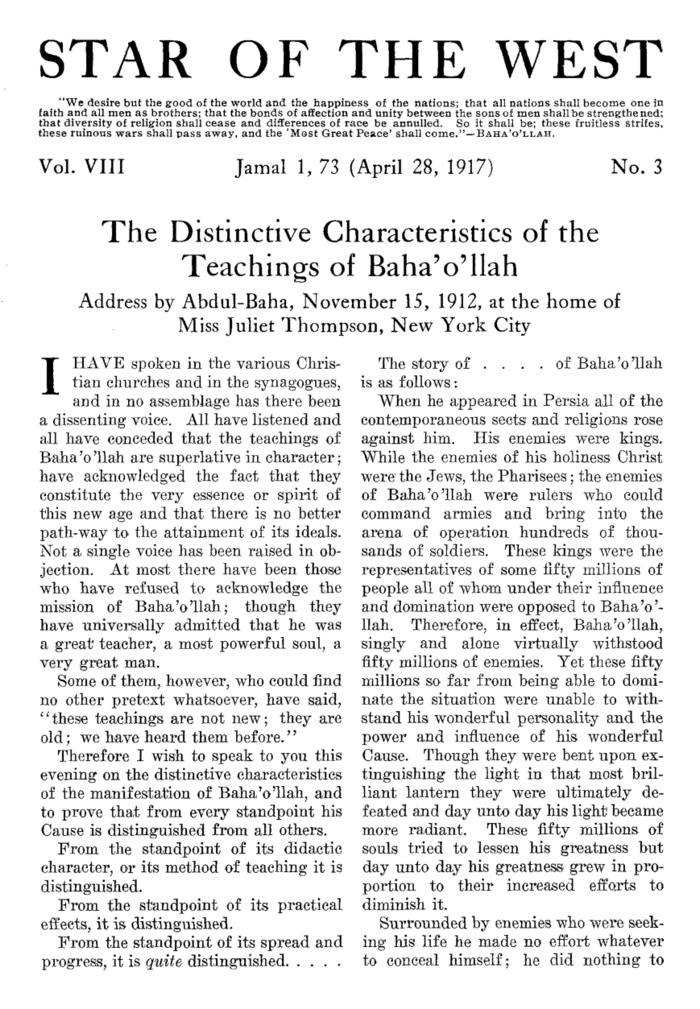 STAR OF THE WEST
"We desire but the good of the world and the happiness of the nations; that all nations shall become one in
faith and all men as brothers; that the bonds of affection and unity between the sons of men shall be strengthened;
that diversity of religion shall cease and differences of race be annulled. So it shall be; these fruitless strifes,
these ruinous wars shall pass away, and the 'Most Great Peace' shall come."—BAHA'O'LLAH.
Vol. VIII Jamal 1, 73 (April 28, 1917) No. 3
The Distinctive Characteristics of the
Teachings of Baha'o'llah
Address by Abdul-Baha, November 15, 1912, at the home of
Miss Juliet Thompson, New York City
I HAVE spoken in the various Chris-
tian churches and in the synagogues,
and in no assemblage has there been
a dissenting voice. All have listened and
all have conceded that the teachings of
Baha'o'llah are superlative in character;
have acknowledged the fact that they
constitute the very essence or spirit of
this new age and that there is no better
path-way to the attainment of its ideals.
Not a single voice has been raised in ob-
jection. At most there have been those
who have refused to acknowledge the
mission of Baha'o'llah; though they
have universally admitted that he was
a great teacher, a most powerful soul, a
very great man.
Some of them, however, who could find
no other pretext whatsoever, have said,
"these teachings are not new; they are
old; we have heard them before."
Therefore I wish to speak to you this
evening on the distinctive characteristics
of the manifestation of Baha'o'llah, and
to prove that from every standpoint his
Cause is distinguished from all others.
From the standpoint of its didactic
character, or its method of teaching it is
distinguished.
From the standpoint of its practical
effects, it is distinguished.
From the standpoint of its spread and
progress, it is quite distinguished. . . . .
The story of . . . . of Baha'o'llah
is as follows:
When he appeared in Persia all of the
contemporaneous sects and religions rose
against him. His enemies were kings.
While the enemies of his holiness Christ
were the Jews, the Pharisees; the enemies
of Baha'o'llah were rulers who could
command armies and bring into the
arena of operation hundreds of thou-
sands of soldiers. These kings were the
representatives of some fifty millions of
people all of whom under their influence
and domination were opposed to Baha'o'-
llah. Therefore, in effect, Baha'o'llah,
singly and alone virtually withstood
fifty millions of enemies. Yet these fifty
millions so far from being able to domi-
nate the situation were unable to with-
stand his wonderful personality and the
power and influence of his wonderful
Cause. Though they were bent upon ex-
tinguishing the light in that most bril-
liant lantern they were ultimately de-
feated and day unto day his light became
more radiant. These fifty millions of
souls tried to lessen his greatness but
day unto day his greatness grew in pro-
portion to their increased efforts to
diminish it.
Surrounded by enemies who were seek-
ing his life he made no effort whatever
to conceal himself; he did nothing to